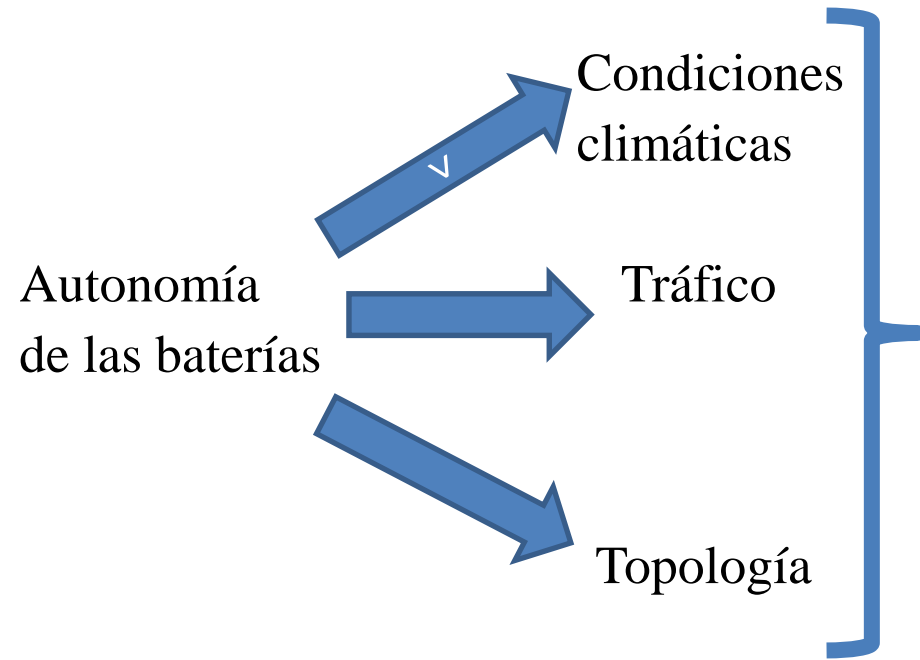 Condiciones
climáticas
v
Autonomía
de las baterías
Tráfico
Topología